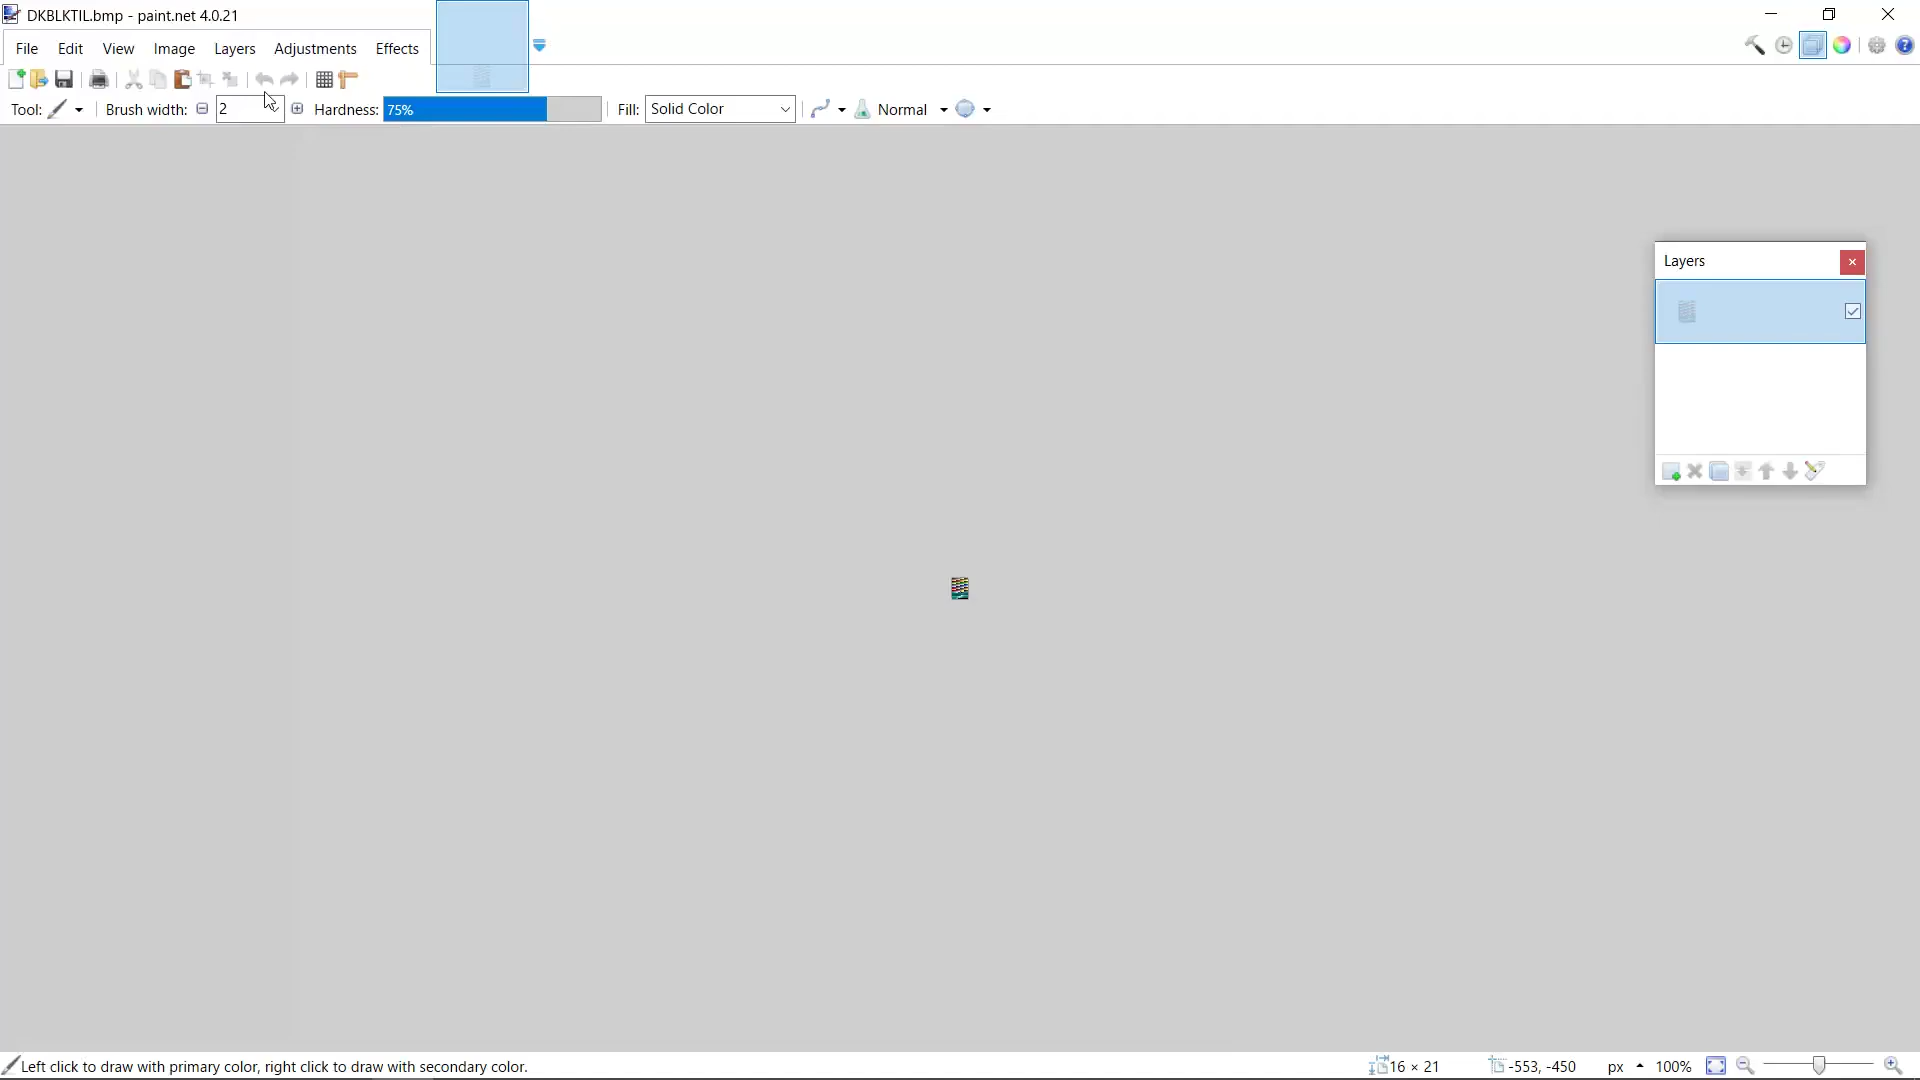 DKBLKTIL.bmp - paint.net 4.0.21
File Edit View Image Layers Adjustments Effects
Tool: Brush width: 2 Hardness: 75% Fill: Solid Color Normal
Layers
Left click to draw with primary color, right click to draw with secondary color. 16 × 21 -553, -450 px 100%